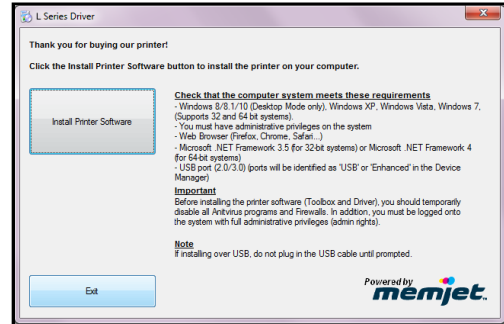 L Series Driver
Thank you for buying our printer!
Click the Install Printer Software button to install the printer on your computer.
Install Printer Software
Check that the computer system meets these requirements
- Windows 8/8.1/10 (Desktop Mode only), Windows XP, Windows Vista, Windows 7,
(Supports 32 and 64 bit systems).
- You must have administrative privileges on the system
- Web Browser (Firefox, Chrome, Safari...)
- Microsoft .NET Framework 3.5 (for 32-bit systems) or Microsoft .NET Framework 4
(for 64-bit systems)
- USB port (2.0/3.0) (ports will be identified as 'USB' or 'Enhanced' in the Device
Manager)
Important
Before installing the printer software (Toolbox and Driver), you should temporarily
disable all Antivirus programs and Firewalls. In addition, you must be logged onto
the system with full administrative privileges (admin rights).
Note
If installing over USB, do not plug in the USB cable until prompted.
Exit
Powered by
memjet.